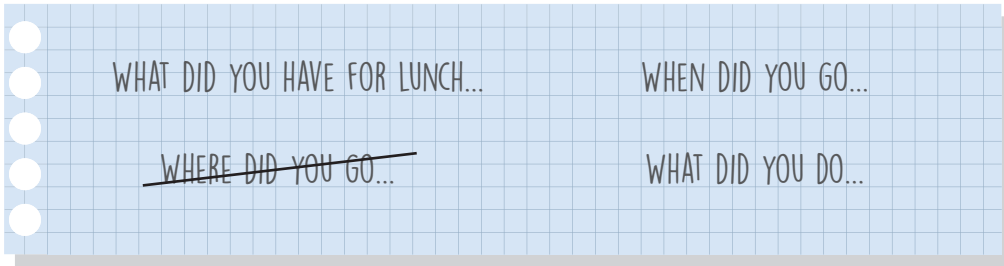 WHAT DID YOU HAVE FOR LUNCH...
WHEN DID YOU GO...
WHERE DID YOU GO...
WHAT DID YOU DO...